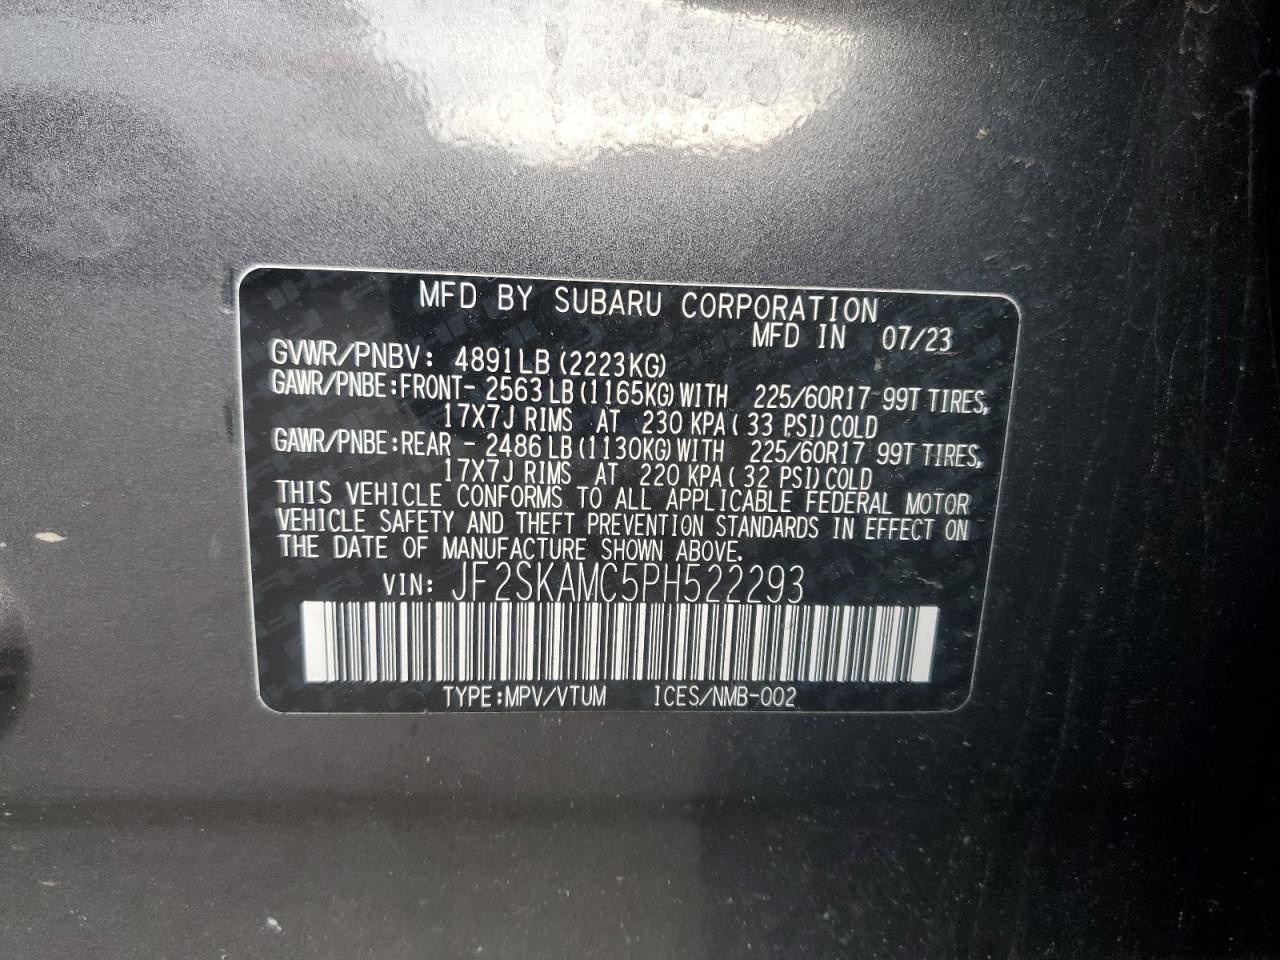 MFD BY SUBARU CORPORATION
MFD IN 07/23
GVWR/PNBV: 4891LB (2223KG)
GAWR/PNBE:FRONT- 2563LB(1165KG)WITH 225/60R17 99T TIRES,
17X7J RIMS AT 230 KPA( 33 PSI)COLD
GAWR/PNBE:REAR - 2486LB(1130KG)WITH 225/60R17 99T TIRES,
17X7J RIMS AT 220 KPA( 32 PSI)COLD
THIS VEHICLE CONFORMS TO ALL APPLICABLE FEDERAL MOTOR
VEHICLE SAFETY AND THEFT PREVENTION STANDARDS IN EFFECT ON
THE DATE OF MANUFACTURE SHOWN ABOVE.
VIN: JF2SKAMC5PH522293
TYPE:MPV/VTUM ICES/NMB-002